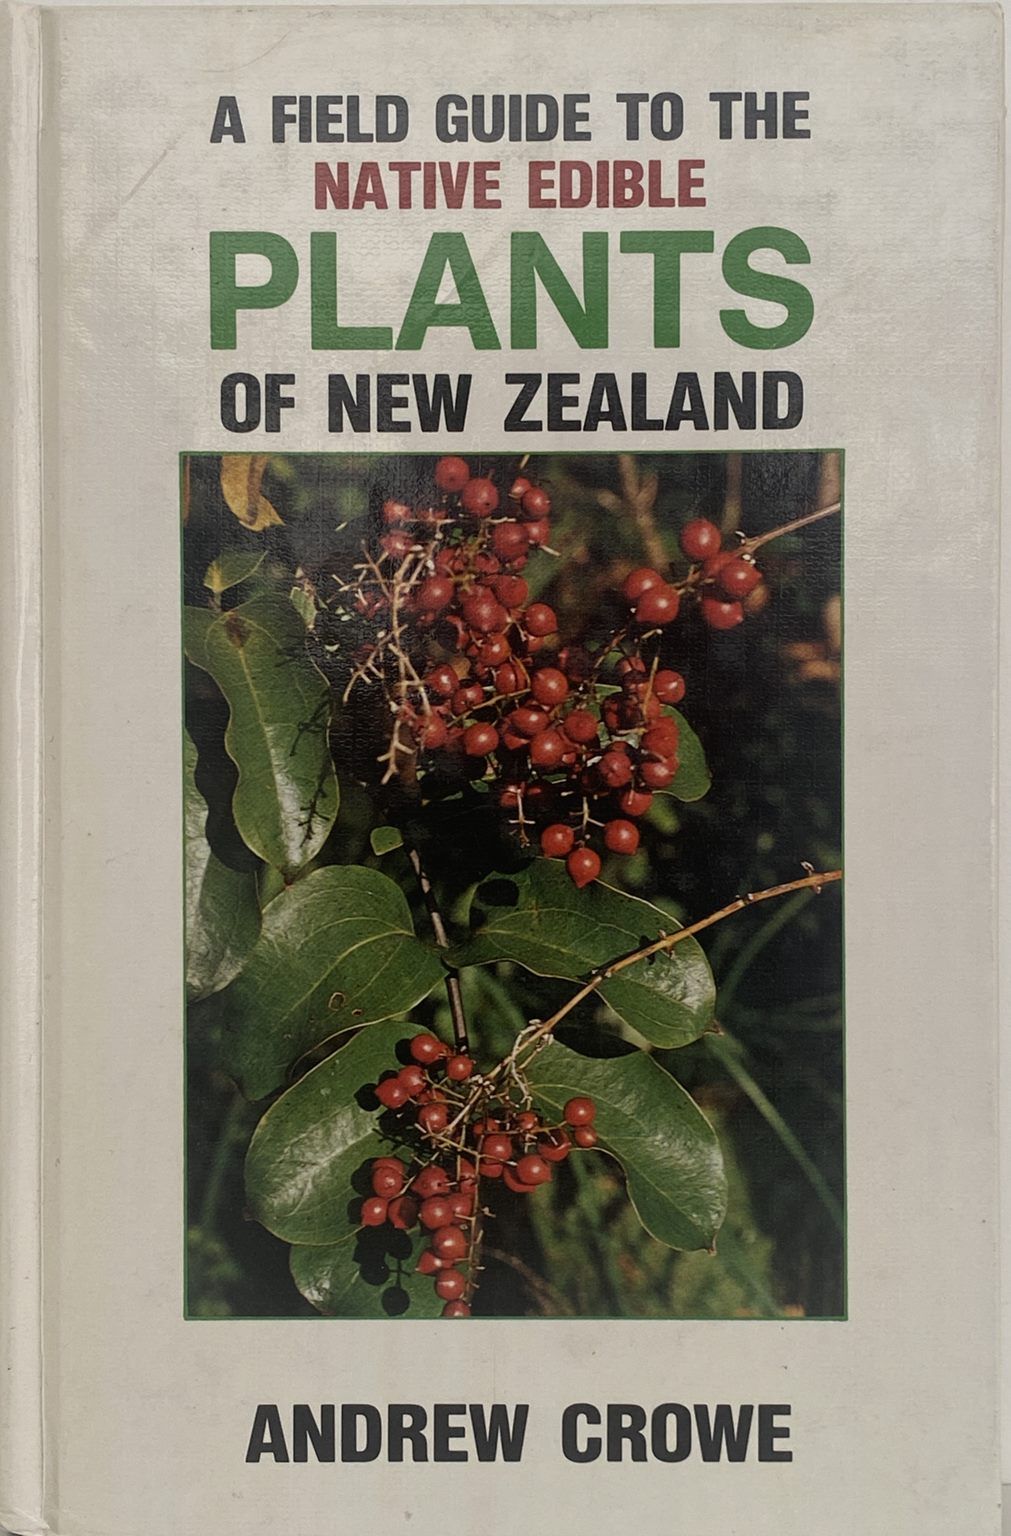 A FIELD GUIDE TO THE
NATIVE EDIBLE
PLANTS
OF NEW ZEALAND
ANDREW CROWE